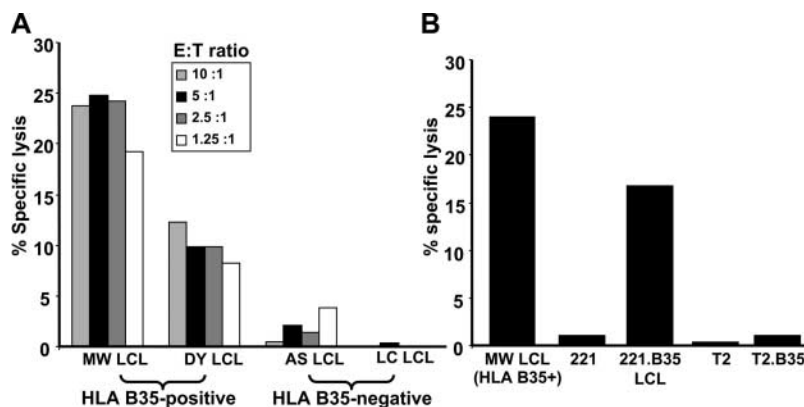 A
E:T ratio
10 :1
5 :1
2.5 :1
1.25 :1
% Specific lysis
30
25
20
15
10
5
0
MW LCL DY LCL AS LCL LC LCL
HLA B35-positive HLA B35-negative
B
% specific lysis
30
25
20
15
10
5
0
MW LCL 221 221.B35 T2 T2.B35
(HLA B35+) LCL